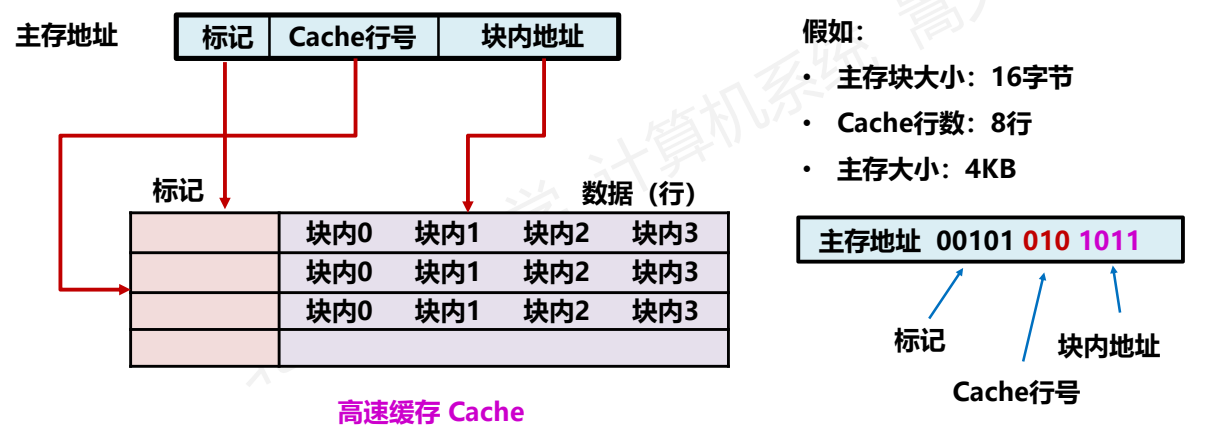 主存地址 标记 Cache行号 块内地址
标记 数据（行）
块内0 块内1 块内2 块内3
块内0 块内1 块内2 块内3
块内0 块内1 块内2 块内3
高速缓存 Cache
假如：
• 主存块大小：16字节
• Cache行数：8行
• 主存大小：4KB
主存地址 00101 010 1011
标记
块内地址
Cache行号
计算机系统